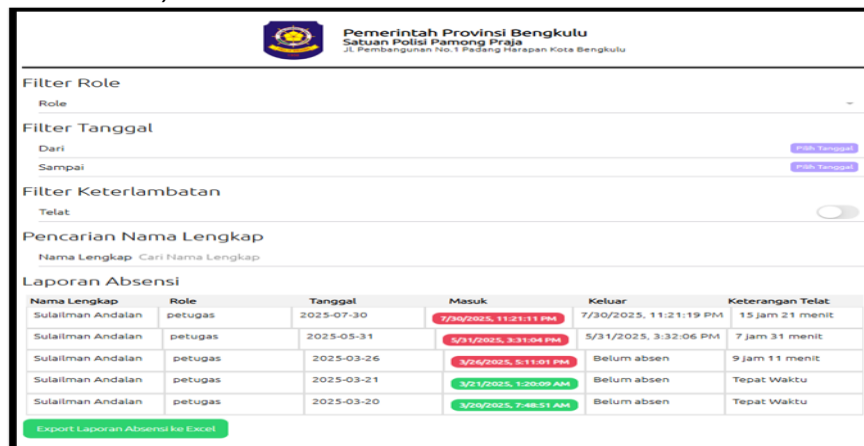 Pemerintah Provinsi Bengkulu
Satuan Polisi Pamong Praja
Jl. Pembangunan No.1 Padang Harapan Kota Bengkulu
Filter Role
Role
Filter Tanggal
Dari Pilih Tanggal
Sampai Pilih Tanggal
Filter Keterlambatan
Telat
Pencarian Nama Lengkap
Nama Lengkap Cari Nama Lengkap
Laporan Absensi
Nama Lengkap Role Tanggal Masuk Keluar Keterangan Telat
Sulailman Andalan petugas 2025-07-30 7/30/2025, 11:21:11 PM 7/30/2025, 11:21:19 PM 15 jam 21 menit
Sulailman Andalan petugas 2025-05-31 5/31/2025, 3:31:04 PM 5/31/2025, 3:32:06 PM 7 jam 31 menit
Sulailman Andalan petugas 2025-03-26 3/26/2025, 5:11:01 PM Belum absen 9 jam 11 menit
Sulailman Andalan petugas 2025-03-21 3/21/2025, 1:20:09 AM Belum absen Tepat Waktu
Sulailman Andalan petugas 2025-03-20 3/20/2025, 7:48:51 AM Belum absen Tepat Waktu
Export Laporan Absensi ke Excel